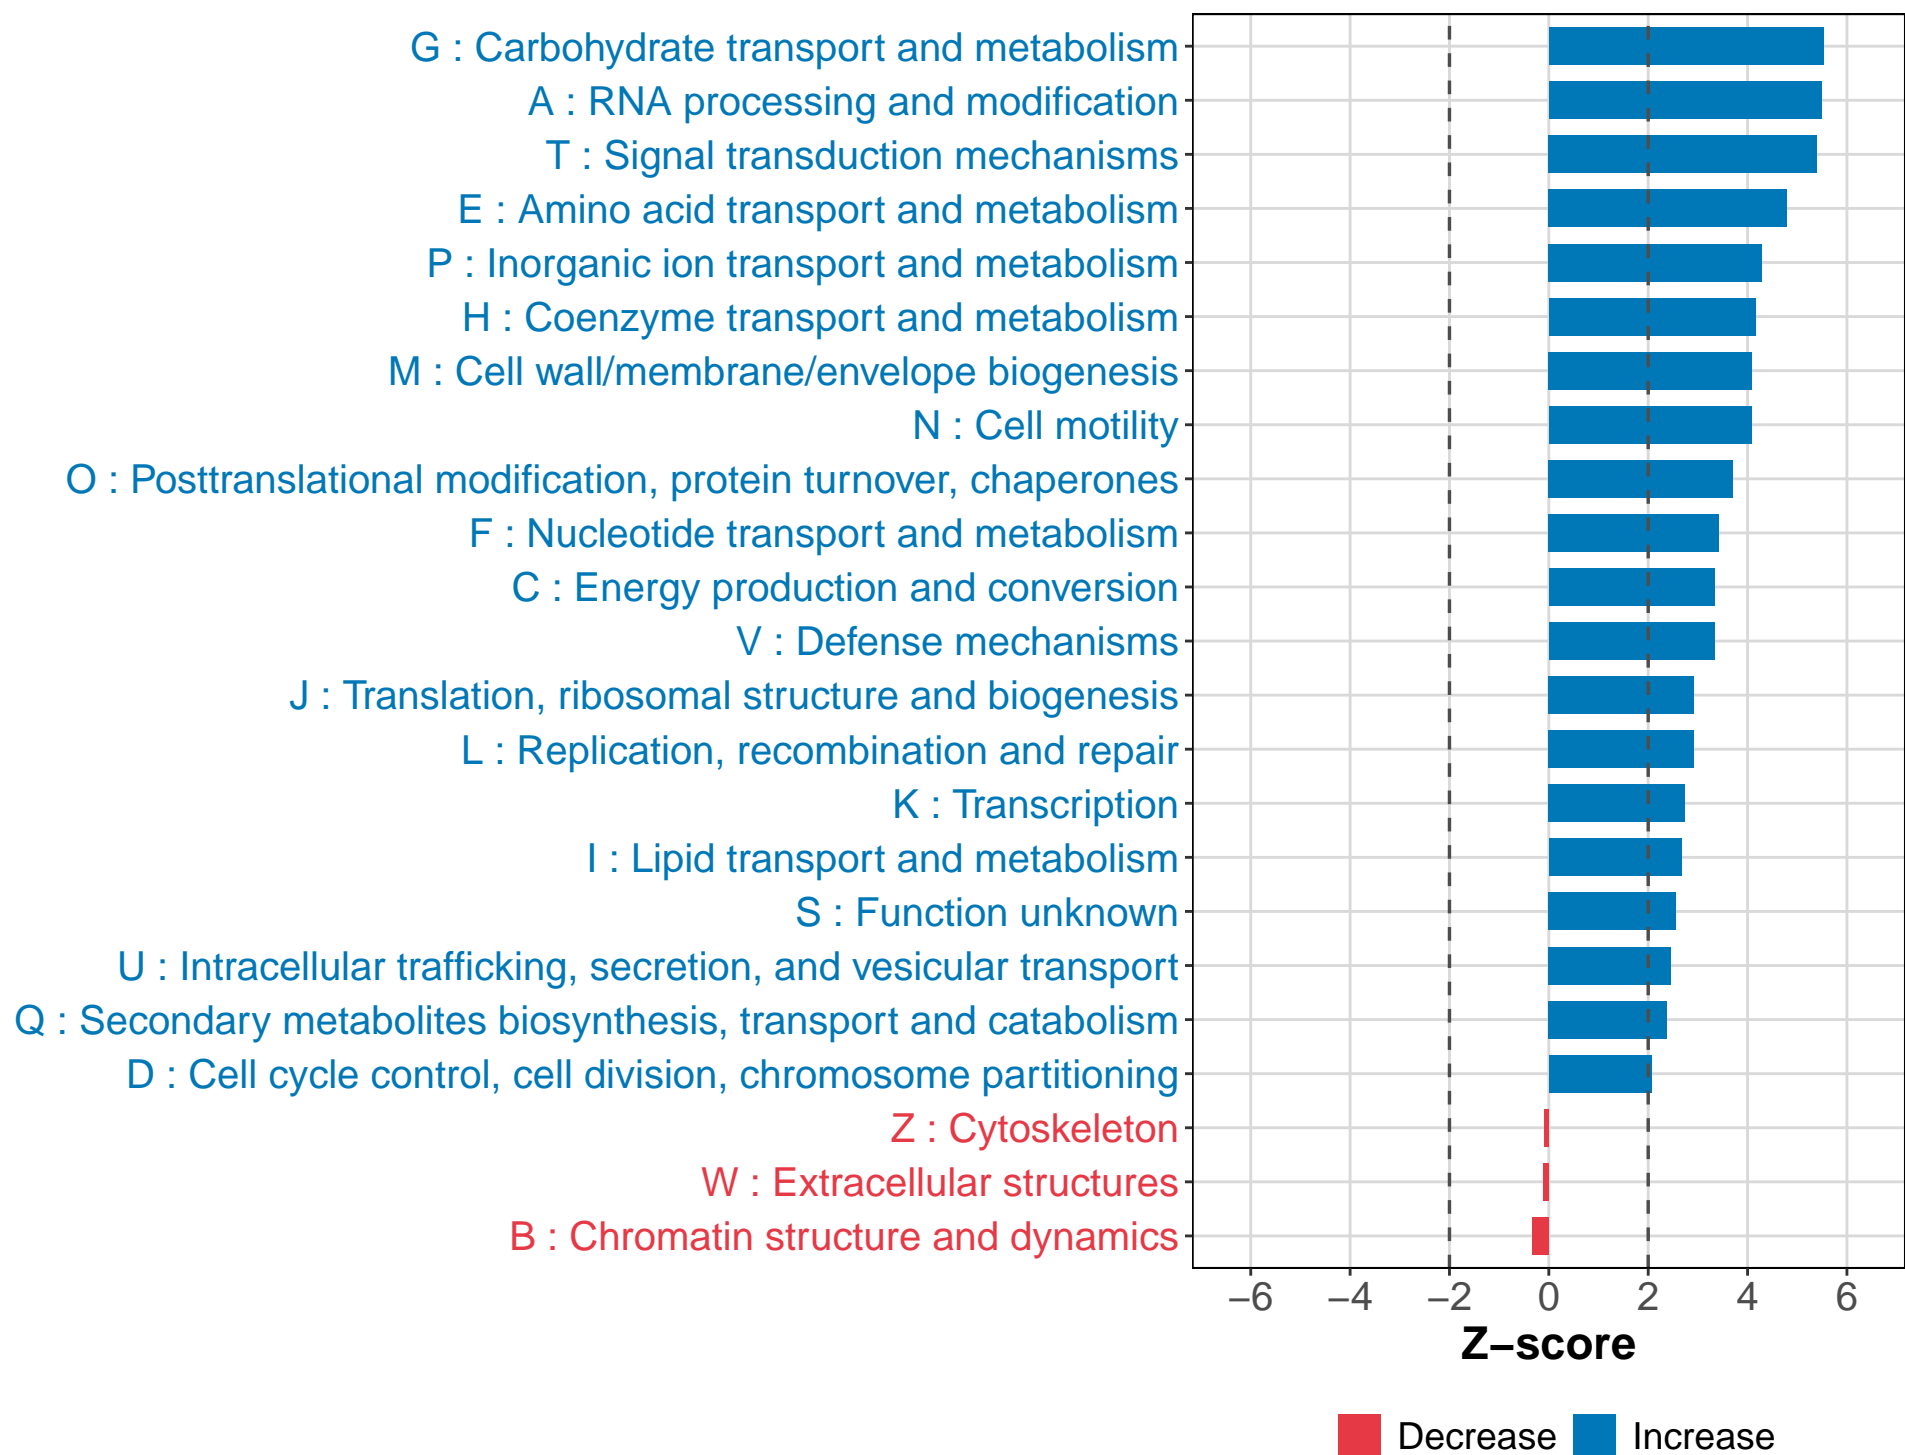 G : Carbohydrate transport and metabolism
A : RNA processing and modification
T : Signal transduction mechanisms
E : Amino acid transport and metabolism
P : Inorganic ion transport and metabolism
H : Coenzyme transport and metabolism
M : Cell wall/membrane/envelope biogenesis
N : Cell motility
O : Posttranslational modification, protein turnover, chaperones
F : Nucleotide transport and metabolism
C : Energy production and conversion
V : Defense mechanisms
J : Translation, ribosomal structure and biogenesis
L : Replication, recombination and repair
K : Transcription
I : Lipid transport and metabolism
S : Function unknown
U : Intracellular trafficking, secretion, and vesicular transport
Q : Secondary metabolites biosynthesis, transport and catabolism
D : Cell cycle control, cell division, chromosome partitioning
Z : Cytoskeleton
W : Extracellular structures
B : Chromatin structure and dynamics
−6 −4 −2 0 2 4 6
Z−score
Decrease Increase